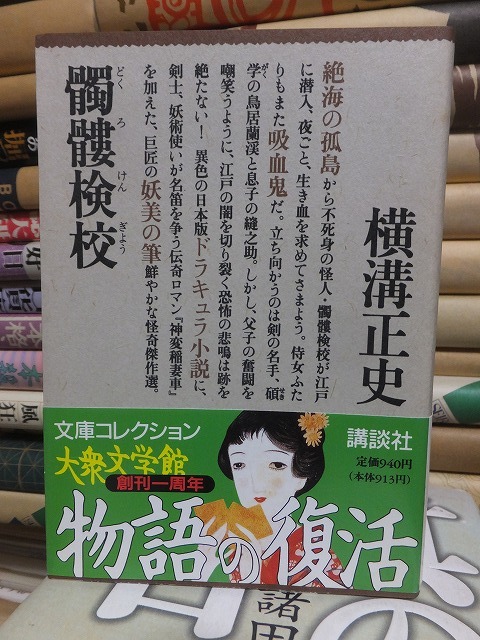 横溝正史
絶海の孤島から不死身の怪人・髑髏検校が江戸
に潜入、夜ごと、生き血を求めてさまよう。侍女ふた
りもまた吸血鬼だ。立ち向かうのは剣の名手、碩
学の鳥居蘭渓と息子の縫之助。しかし、父子の奮闘を
嘲笑うように、江戸の闇を切り裂く恐怖の悲鳴は跡を
絶たない！ 異色の日本版ドラキュラ小説に、
剣士、妖術使いが名笛を争う伝奇ロマン『神変稲妻車』
を加えた、巨匠の妖美の筆鮮やかな怪奇傑作選。
髑髏検校
どくろけんぎょう
文庫コレクション
大衆文学館
創刊一周年
物語の復活
講談社
定価940円
（本体913円）
諸田